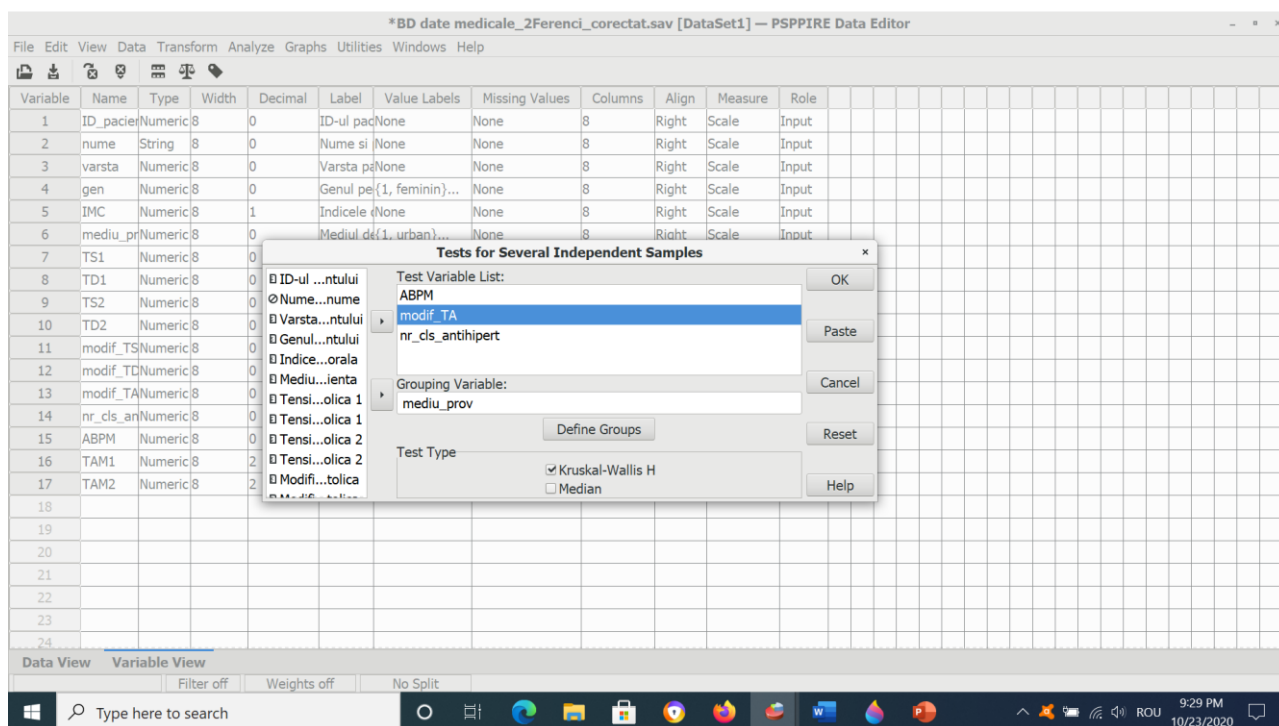 *BD date medicale_2Ferenci_corectat.sav [DataSet1] — PSPPIRE Data Editor
File Edit View Data Transform Analyze Graphs Utilities Windows Help
Variable Name Type Width Decimal Label Value Labels Missing Values Columns Align Measure Role
1 ID_pacier Numeric 8 0 ID-ul pac None None 8 Right Scale Input
2 nume String 8 0 Nume si None None 8 Right Scale Input
3 varsta Numeric 8 0 Varsta pa None None 8 Right Scale Input
4 gen Numeric 8 0 Genul pe {1, feminin}... None 8 Right Scale Input
5 IMC Numeric 8 1 Indicele None None 8 Right Scale Input
6 mediu_pr Numeric 8 0 Mediul de {1, urban}... None 8 Right Scale Input
7 TS1 Numeric 8 0
8 TD1 Numeric 8 0
9 TS2 Numeric 8 0
10 TD2 Numeric 8 0
11 modif_TS Numeric 8 0
12 modif_TD Numeric 8 0
13 modif_TA Numeric 8 0
14 nr_cls_an Numeric 8 0
15 ABPM Numeric 8 0
16 TAM1 Numeric 8 2
17 TAM2 Numeric 8 2
18
19
20
21
22
23
24
Tests for Several Independent Samples
ID-ul ...ntului
Nume...nume
Varsta...ntului
Genul...ntului
Indice...orala
Mediu...ienta
Tensi...olica 1
Tensi...olica 1
Tensi...olica 2
Tensi...olica 2
Modifi...tolica
Test Variable List:
ABPM
modif_TA
nr_cls_antihipert
Grouping Variable:
mediu_prov
Define Groups
Test Type
Kruskal-Wallis H
Median
OK
Paste
Cancel
Reset
Help
Data View Variable View
Filter off Weights off No Split
Type here to search
ROU
9:29 PM
10/23/2020